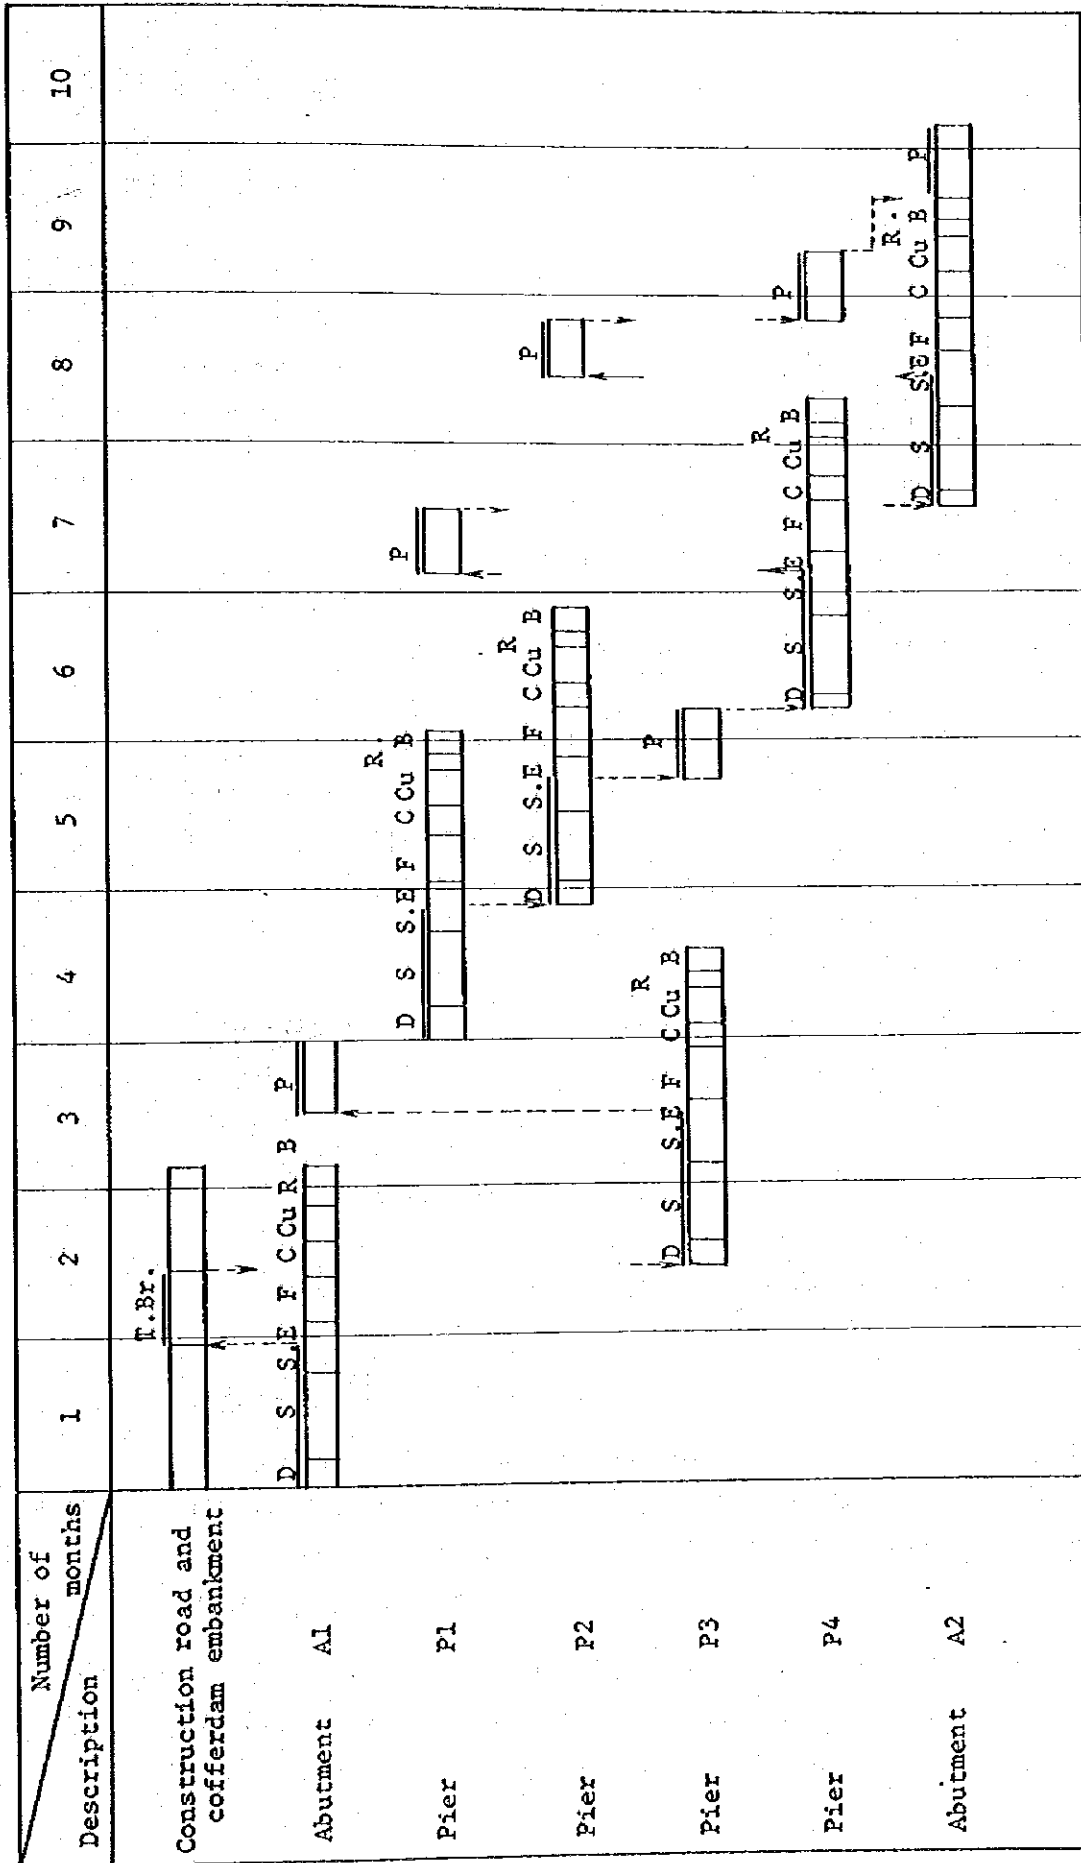 Number of months 1 2 3 4 5 6 7 8 9 10
Description
T.Br.
Construction road and
cofferdam embankment
D S S.E F C Cu R B P
Abutment A1
D S S.E F C Cu R. B P
Pier P1
D S S.E F C Cu R B P
Pier P2
D S S.E F C Cu R B P
Pier P3
D S S.E F C Cu R B P
Pier P4
D S S.E F C Cu R. B P
Abutment A2